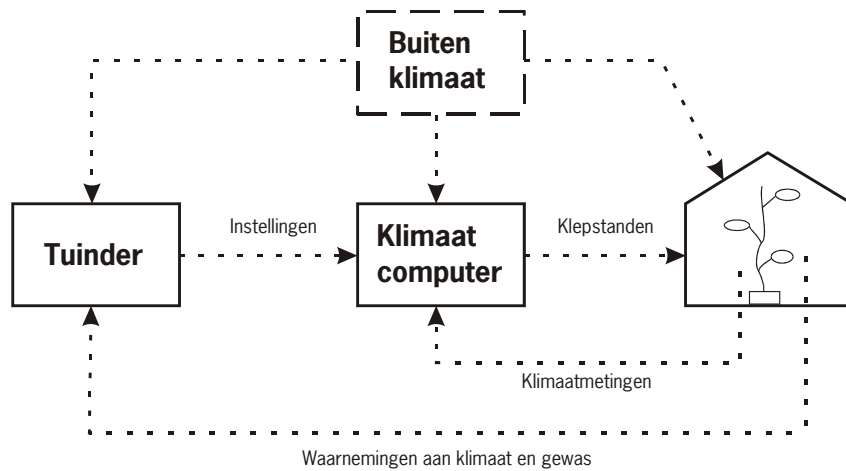 Buiten
klimaat
Tuinder
Instellingen
Klimaat
computer
Klepstanden
Klimaatmetingen
Waarnemingen aan klimaat en gewas